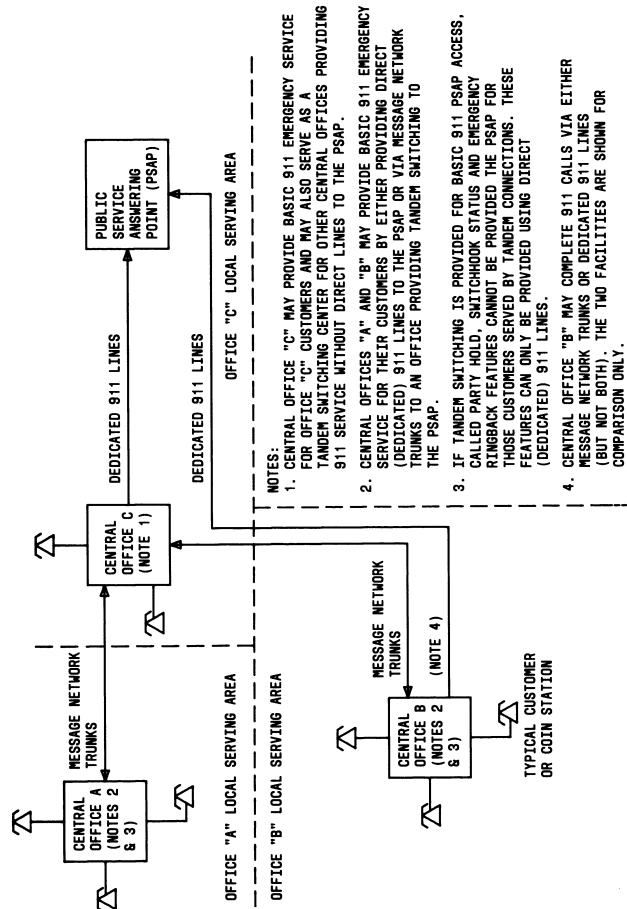 CENTRAL
OFFICE A
(NOTES 2
& 3)
MESSAGE NETWORK
TRUNKS
CENTRAL
OFFICE C
(NOTE 1)
DEDICATED 911 LINES
PUBLIC
SERVICE
ANSWERING
POINT (PSAP)
DEDICATED 911 LINES
OFFICE "C" LOCAL SERVING AREA
OFFICE "A" LOCAL SERVING AREA
OFFICE "B" LOCAL SERVING AREA
MESSAGE NETWORK
TRUNKS
(NOTE 4)
CENTRAL
OFFICE B
(NOTES 2
& 3)
TYPICAL CUSTOMER
OR COIN STATION
NOTES:
1. CENTRAL OFFICE "C" MAY PROVIDE BASIC 911 EMERGENCY SERVICE
FOR OFFICE "C" CUSTOMERS AND MAY ALSO SERVE AS A
TANDEM SWITCHING CENTER FOR OTHER CENTRAL OFFICES PROVIDING
911 SERVICE WITHOUT DIRECT LINES TO THE PSAP.
2. CENTRAL OFFICES "A" AND "B" MAY PROVIDE BASIC 911 EMERGENCY
SERVICE FOR THEIR CUSTOMERS BY EITHER PROVIDING DIRECT
(DEDICATED) 911 LINES TO THE PSAP OR VIA MESSAGE NETWORK
TRUNKS TO AN OFFICE PROVIDING TANDEM SWITCHING TO
THE PSAP.
3. IF TANDEM SWITCHING IS PROVIDED FOR BASIC 911 PSAP ACCESS,
CALLED PARTY HOLD, SWITCHHOOK STATUS AND EMERGENCY
RINGBACK FEATURES CANNOT BE PROVIDED THE PSAP FOR
THOSE CUSTOMERS SERVED BY TANDEM CONNECTIONS. THESE
FEATURES CAN ONLY BE PROVIDED USING DIRECT
(DEDICATED) 911 LINES.
4. CENTRAL OFFICE "B" MAY COMPLETE 911 CALLS VIA EITHER
MESSAGE NETWORK TRUNKS OR DEDICATED 911 LINES
(BUT NOT BOTH). THE TWO FACILITIES ARE SHOWN FOR
COMPARISON ONLY.